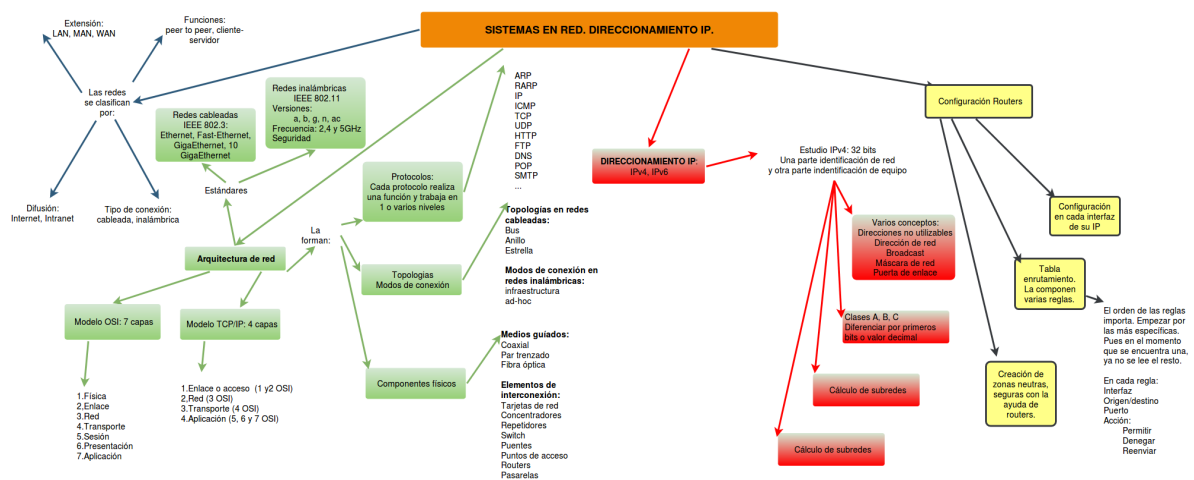 SISTEMAS EN RED. DIRECCIONAMIENTO IP.
Extensión:
LAN, MAN, WAN
Funciones:
peer to peer, cliente-
servidor
Las redes
se clasifican
por:
Difusión:
Internet, Intranet
Tipo de conexión:
cableada, inalámbrica
Redes cableadas
IEEE 802.3:
Ethernet, Fast-Ethernet,
GigaEthernet, 10
GigaEthernet
Redes inalámbricas
IEEE 802.11
Versiones:
a, b, g, n, ac
Frecuencia: 2,4 y 5GHz
Seguridad
Estándares
Arquitectura de red
La
forman:
Modelo OSI: 7 capas
Modelo TCP/IP: 4 capas
1.Física
2,Enlace
3,Red
4.Transporte
5.Sesión
6.Presentación
7.Aplicación
1.Enlace o acceso (1 y2 OSI)
2,Red (3 OSI)
3.Transporte (4 OSI)
4.Aplicación (5, 6 y 7 OSI)
Protocolos:
Cada protocolo realiza
una función y trabaja en
1 o varios niveles
Topologias
Modos de conexión
Componentes físicos
ARP
RARP
IP
ICMP
TCP
UDP
HTTP
FTP
DNS
POP
SMTP
...
Topologías en redes
cableadas:
Bus
Anillo
Estrella
Modos de conexión en
redes inalámbricas:
infraestructura
ad-hoc
Medios guiados:
Coaxial
Par trenzado
Fibra óptica
Elementos de
interconexión:
Tarjetas de red
Concentradores
Repetidores
Switch
Puentes
Puntos de acceso
Routers
Pasarelas
DIRECCIONAMIENTO IP:
IPv4, IPv6
Estudio IPv4: 32 bits
Una parte identificación de red
y otra parte indentificación de equipo
Varios conceptos:
Direcciones no utilizables
Dirección de red
Broadcast
Máscara de red
Puerta de enlace
Clases A, B, C
Diferenciar por primeros
bits o valor decimal
Cálculo de subredes
Cálculo de subredes
Configuración Routers
Configuración
en cada interfaz
de su IP
Tabla
enrutamiento.
La componen
varias reglas.
Creación de
zonas neutras,
seguras con la
ayuda de
routers.
El orden de las reglas
importa. Empezar por
las más específicas.
Pues en el momento
que se encuentra una,
ya no se lee el resto.
En cada regla:
Interfaz
Origen/destino
Puerto
Acción:
Permitir
Denegar
Reenviar